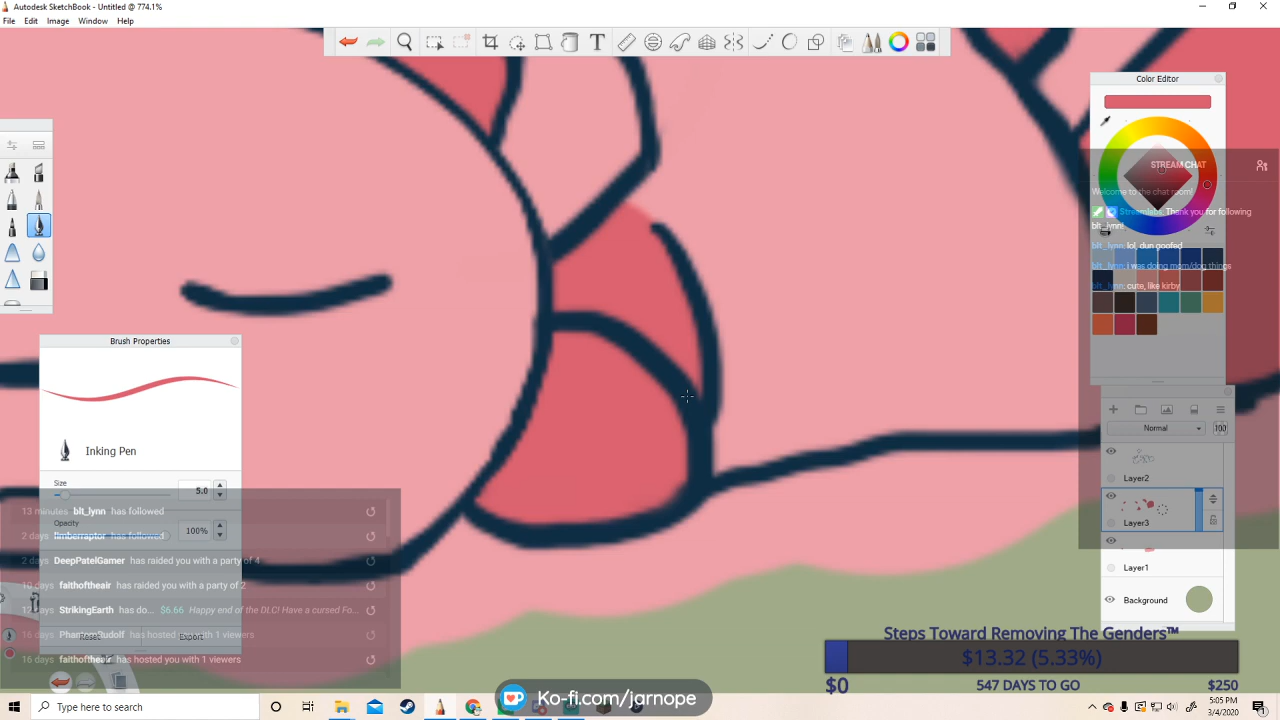 Autodesk SketchBook - Untitled @ 774.1%
File Edit Image Window Help
Color Editor
STREAM CHAT
Welcome to the chat room!
Streamlabs: Thank you for following
blt_lynn!
blt_lynn: lol, dun goofed
blt_lynn: i was doing mom/dog things
blt_lynn: cute, like kirby
Brush Properties
Inking Pen
Size
5.0
13 minutes blt_lynn has followed
Opacity
100%
2 days limberraptor has followed
2 days DeepPatelGamer has raided you with a party of 4
10 days faithoftheair has raided you with a party of 2
12 days StrikingEarth has do... $6.66 Happy end of the DLC! Have a cursed Fo...
16 days PhantomRudolf has hosted you with 1 viewers
Reset
Export
16 days faithoftheair has hosted you with 1 viewers
Normal
100
Layer2
Layer3
Layer1
Background
Steps Toward Removing The Genders™
$13.32 (5.33%)
$0 547 DAYS TO GO $250
Ko-fi.com/jarnope
Type here to search
5:05 PM
3/4/2020